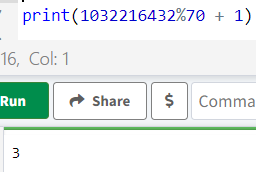 print(1032216432%70 + 1)
16, Col: 1
Run
Share
$
Comma
3